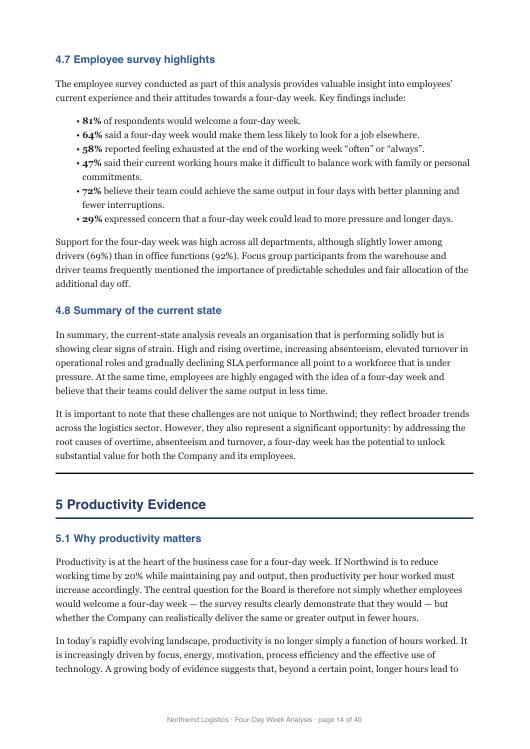 4.7 Employee survey highlights
The employee survey conducted as part of this analysis provides valuable insight into employees’
current experience and their attitudes towards a four-day week. Key findings include:
• 81% of respondents would welcome a four-day week.
• 64% said a four-day week would make them less likely to look for a job elsewhere.
• 58% reported feeling exhausted at the end of the working week “often” or “always”.
• 47% said their current working hours make it difficult to balance work with family or personal
commitments.
• 72% believe their team could achieve the same output in four days with better planning and
fewer interruptions.
• 29% expressed concern that a four-day week could lead to more pressure and longer days.
Support for the four-day week was high across all departments, although slightly lower among
drivers (69%) than in office functions (92%). Focus group participants from the warehouse and
driver teams frequently mentioned the importance of predictable schedules and fair allocation of the
additional day off.
4.8 Summary of the current state
In summary, the current-state analysis reveals an organisation that is performing solidly but is
showing clear signs of strain. High and rising overtime, increasing absenteeism, elevated turnover in
operational roles and gradually declining SLA performance all point to a workforce that is under
pressure. At the same time, employees are highly engaged with the idea of a four-day week and
believe that their teams could deliver the same output in less time.
It is important to note that these challenges are not unique to Northwind; they reflect broader trends
across the logistics sector. However, they also represent a significant opportunity: by addressing the
root causes of overtime, absenteeism and turnover, a four-day week has the potential to unlock
substantial value for both the Company and its employees.
5 Productivity Evidence
5.1 Why productivity matters
Productivity is at the heart of the business case for a four-day week. If Northwind is to reduce
working time by 20% while maintaining pay and output, then productivity per hour worked must
increase accordingly. The central question for the Board is therefore not simply whether employees
would welcome a four-day week — the survey results clearly demonstrate that they would — but
whether the Company can realistically deliver the same or greater output in fewer hours.
In today’s rapidly evolving landscape, productivity is no longer simply a function of hours worked. It
is increasingly driven by focus, energy, motivation, process efficiency and the effective use of
technology. A growing body of evidence suggests that, beyond a certain point, longer hours lead to
Northwind Logistics · Four-Day Week Analysis · page 14 of 40